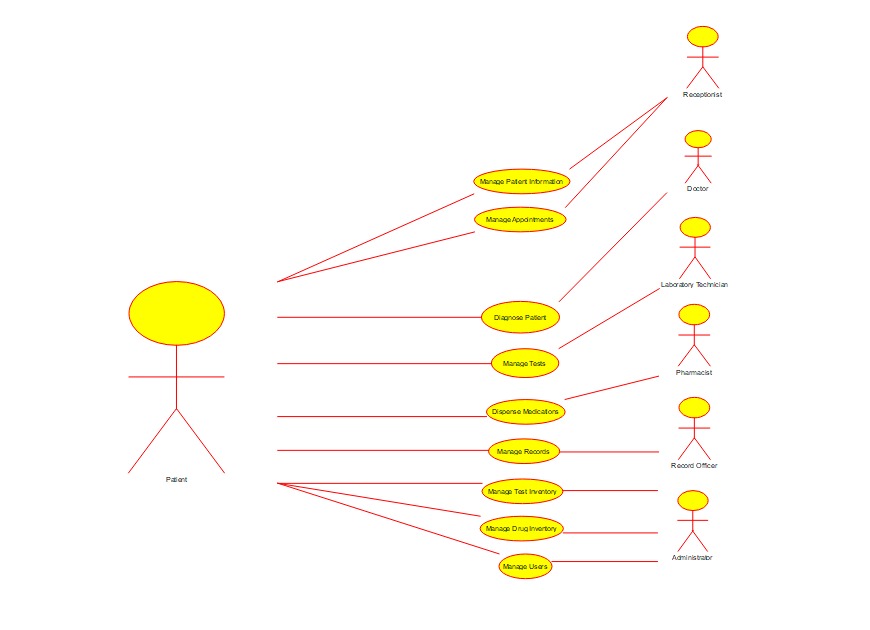 Receptionist
Manage Patient Information
Doctor
Manage Appointments
Laboratory Technician
Diagnose Patient
Manage Tests
Pharmacist
Dispense Medications
Manage Records
Record Officer
Patient
Manage Test Inventory
Manage Drug Inventory
Administrator
Manage Users